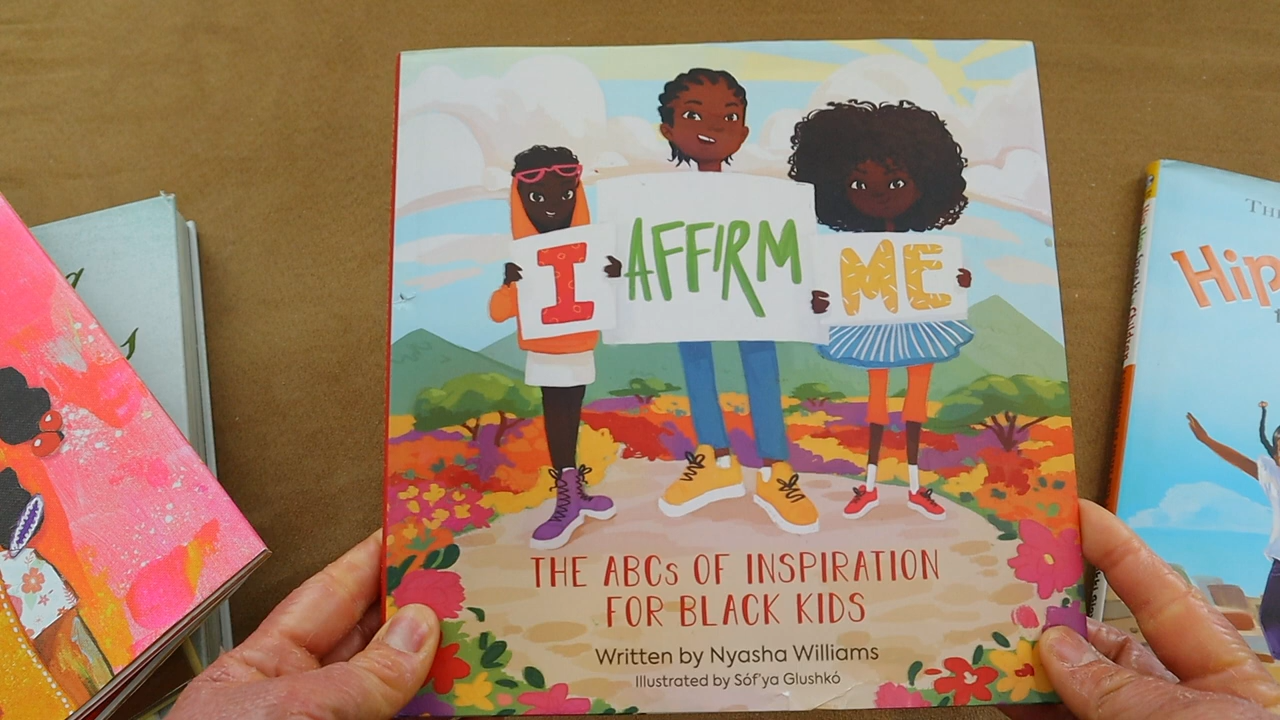 I
AFFIRM
ME
THE ABCs OF INSPIRATION
FOR BLACK KIDS
Written by Nyasha Williams
Illustrated by Sóf'ya Glushkó